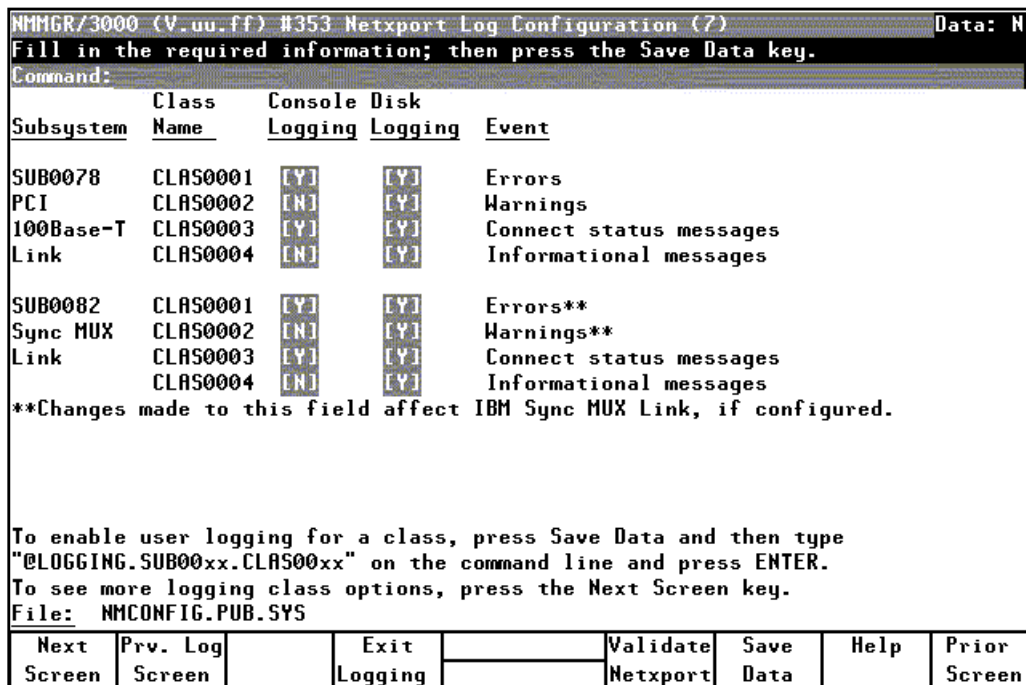 NMMGR/3000 (V.uu.ff) #353 Netxport Log Configuration (7) Data: N
Fill in the required information; then press the Save Data key.
Command:
Class Console Disk
Subsystem Name Logging Logging Event
SUB0078 CLAS0001 [Y] [Y] Errors
PCI CLAS0002 [N] [Y] Warnings
100Base-T CLAS0003 [Y] [Y] Connect status messages
Link CLAS0004 [N] [Y] Informational messages
SUB0082 CLAS0001 [Y] [Y] Errors**
Sync MUX CLAS0002 [N] [Y] Warnings**
Link CLAS0003 [Y] [Y] Connect status messages
CLAS0004 [N] [Y] Informational messages
**Changes made to this field affect IBM Sync MUX Link, if configured.
To enable user logging for a class, press Save Data and then type
"@LOGGING.SUB00xx.CLAS00xx" on the command line and press ENTER.
To see more logging class options, press the Next Screen key.
File: NMCONFIG.PUB.SYS
Next Prv. Log Exit Validate Save Help Prior
Screen Screen Logging Netxport Data Screen